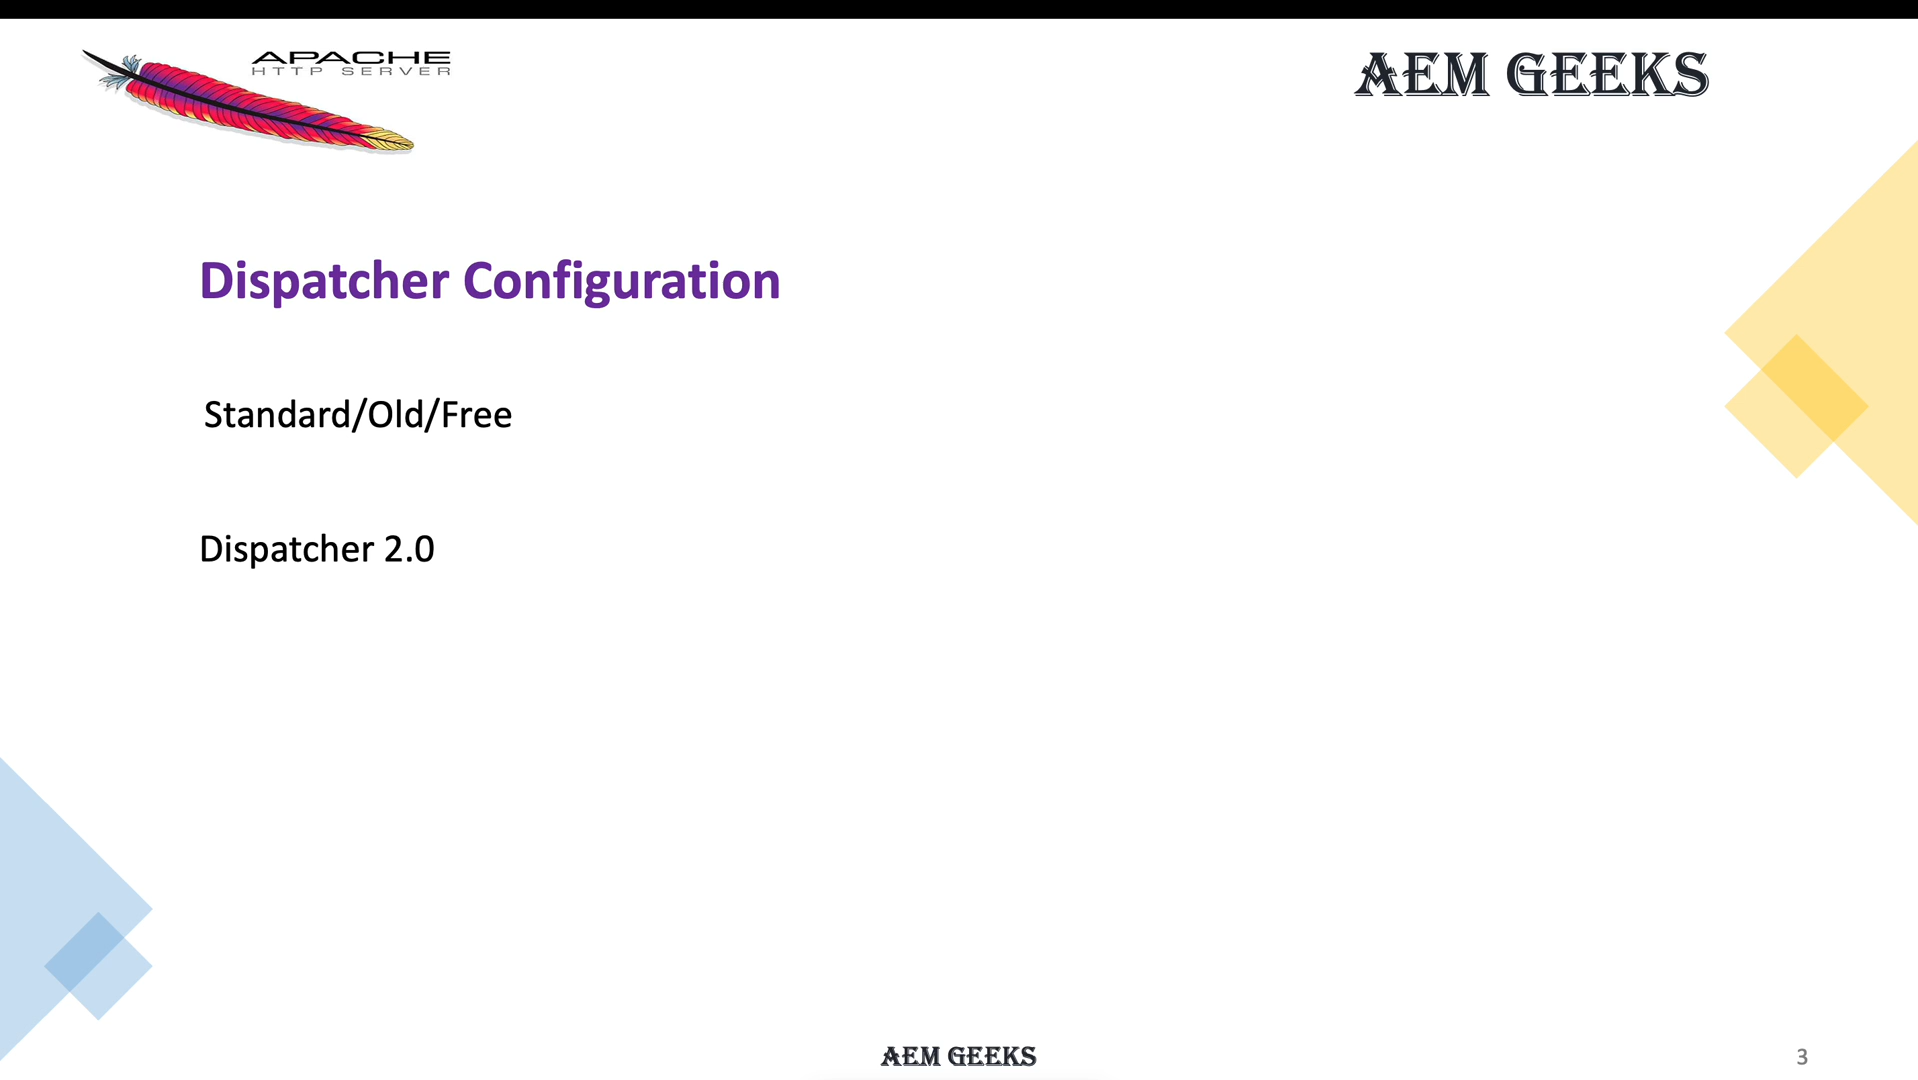 APACHE
HTTP SERVER
AEM GEEKS
Dispatcher Configuration
Standard/Old/Free
Dispatcher 2.0
AEM GEEKS
3